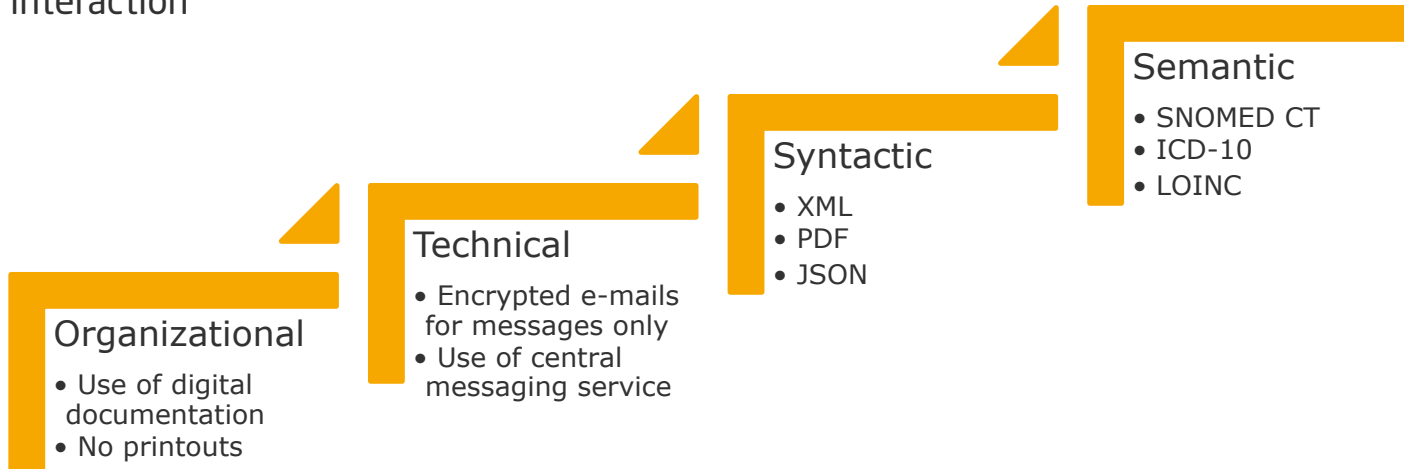 interaction
Organizational
• Use of digital
documentation
• No printouts
Technical
• Encrypted e-mails
for messages only
• Use of central
messaging service
Syntactic
• XML
• PDF
• JSON
Semantic
• SNOMED CT
• ICD-10
• LOINC